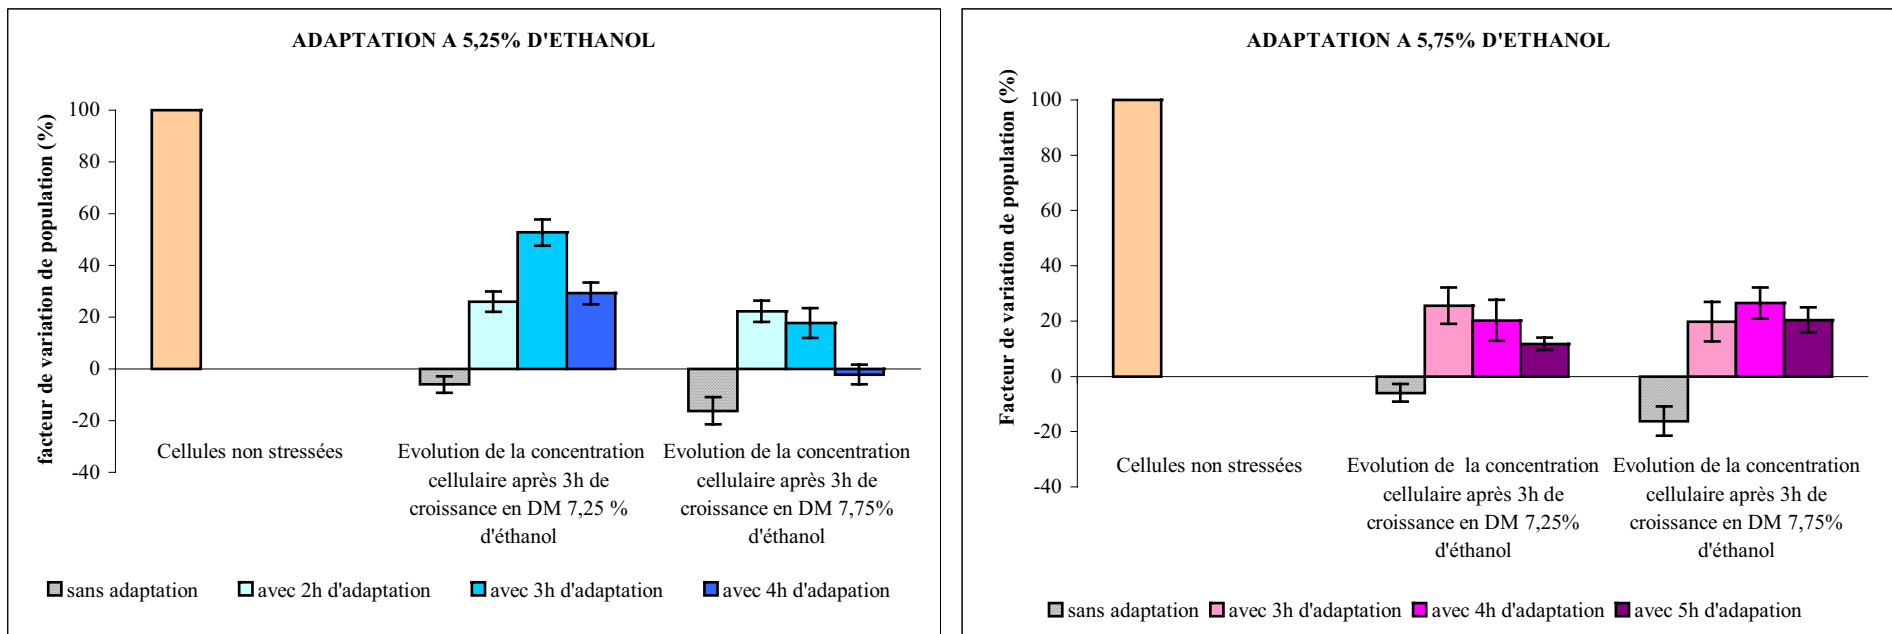 ADAPTATION A 5,25% D'ETHANOL
facteur de variation de population (%)
100
80
60
40
20
0
-20
-40
Cellules non stressées
Evolution de la concentration
cellulaire après 3h de
croissance en DM 7,25 %
d'éthanol
Evolution de la concentration
cellulaire après 3h de
croissance en DM 7,75%
d'éthanol
sans adaptation
avec 2h d'adaptation
avec 3h d'adaptation
avec 4h d'adapation
ADAPTATION A 5,75% D'ETHANOL
Facteur de variation de population (%)
100
80
60
40
20
0
-20
-40
Cellules non stressées
Evolution de la concentration
cellulaire après 3h de
croissance en DM 7,25%
d'éthanol
Evolution de la concentration
cellulaire après 3h de
croissance en DM 7,75%
d'éthanol
sans adaptation
avec 3h d'adaptation
avec 4h d'adaptation
avec 5h d'adapation